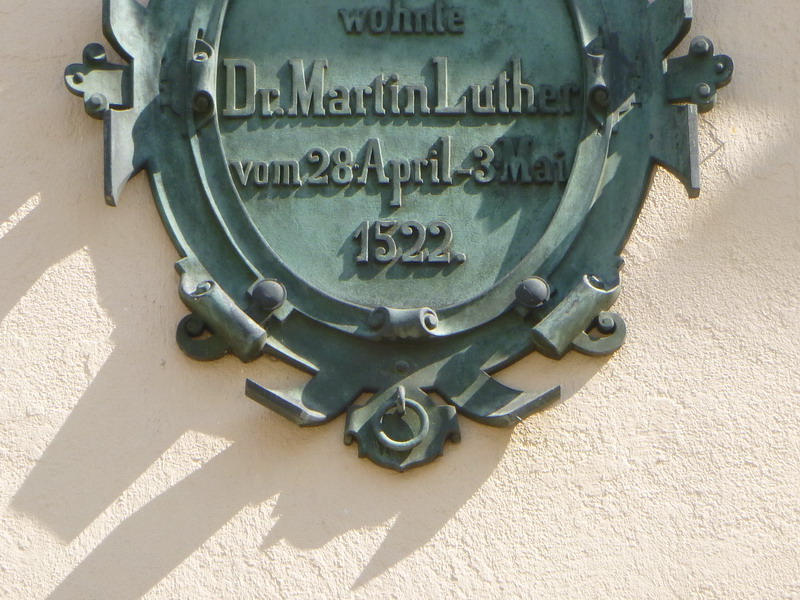 wohnte
Dr. Martin Luther
vom 28. April-3 Mai
1522.